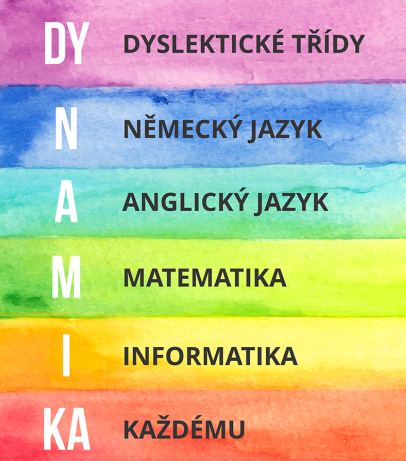 DY DYSLEKTICKÉ TŘÍDY
N NĚMECKÝ JAZYK
A ANGLICKÝ JAZYK
M MATEMATIKA
I INFORMATIKA
KA KAŽDÉMU